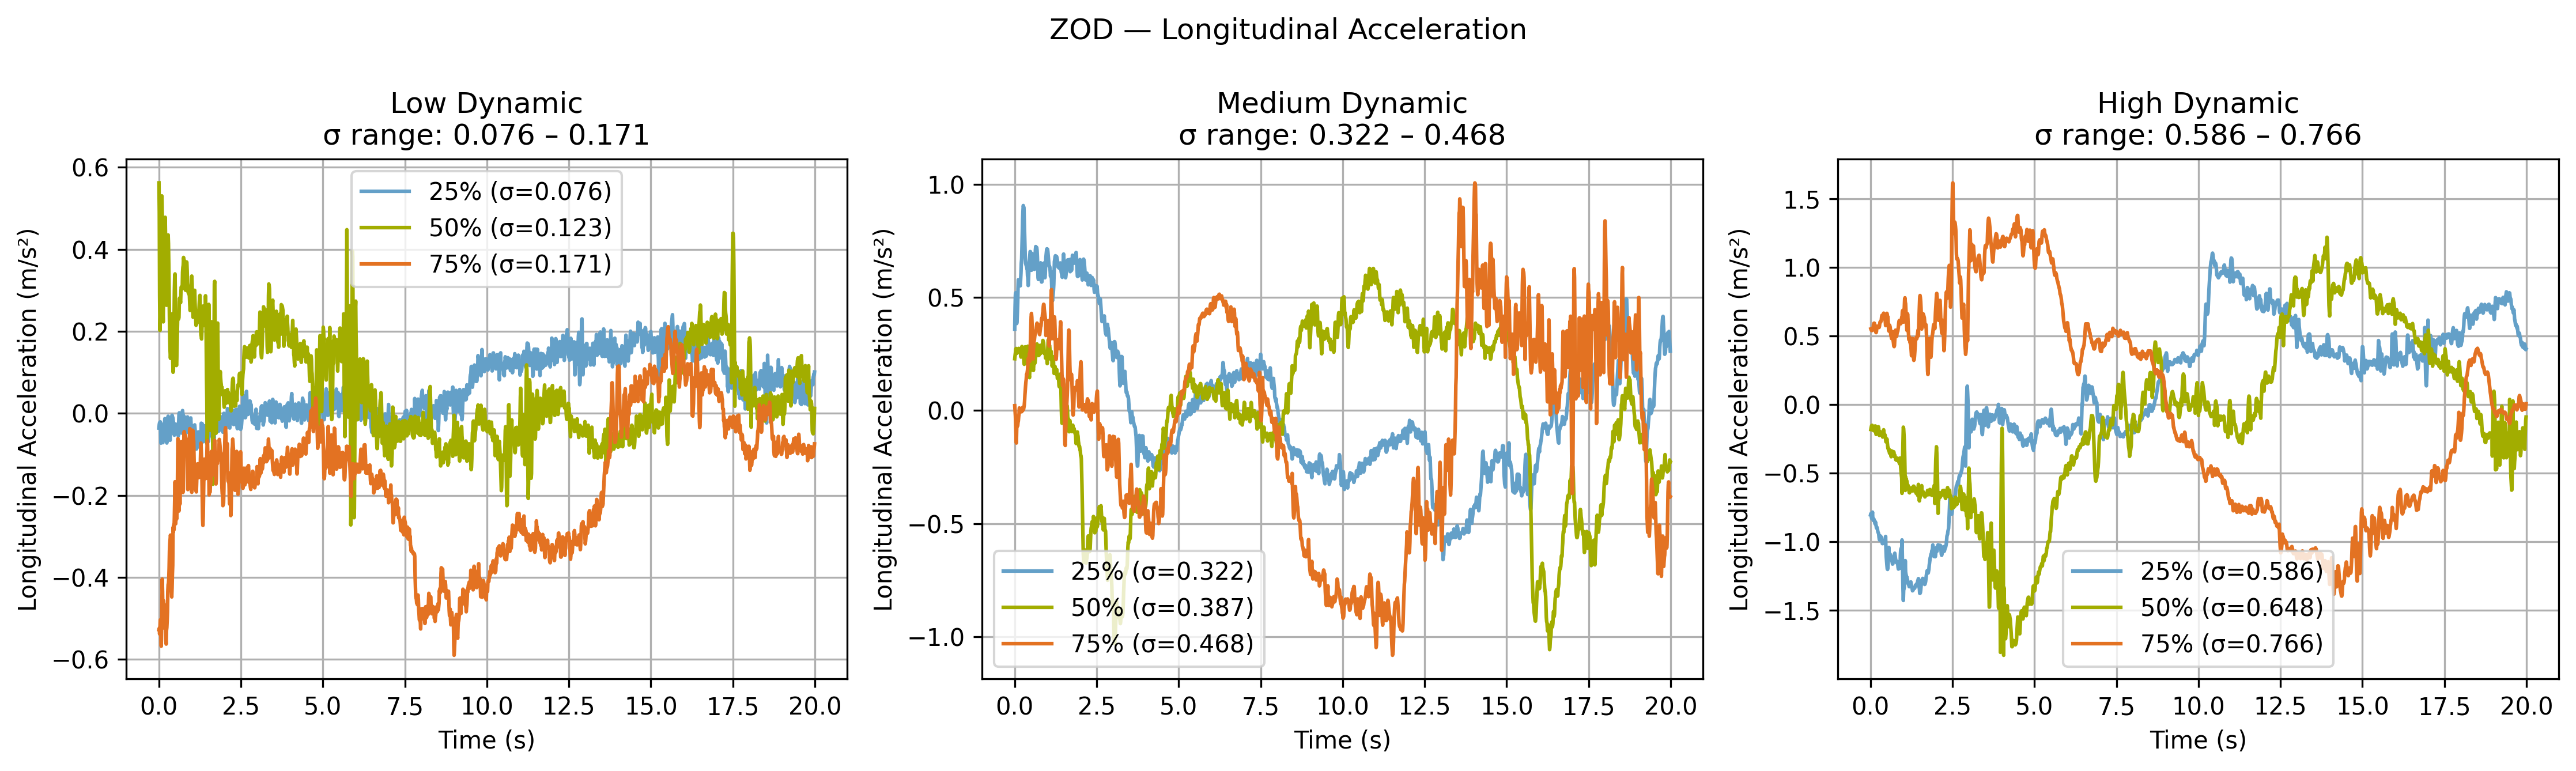 ZOD — Longitudinal Acceleration
Low Dynamic
σ range: 0.076 – 0.171
Longitudinal Acceleration (m/s²)
0.6
0.4
0.2
0.0
−0.2
−0.4
−0.6
25% (σ=0.076)
50% (σ=0.123)
75% (σ=0.171)
0.0 2.5 5.0 7.5 10.0 12.5 15.0 17.5 20.0
Time (s)
Medium Dynamic
σ range: 0.322 – 0.468
Longitudinal Acceleration (m/s²)
1.0
0.5
0.0
−0.5
−1.0
25% (σ=0.322)
50% (σ=0.387)
75% (σ=0.468)
0.0 2.5 5.0 7.5 10.0 12.5 15.0 17.5 20.0
Time (s)
High Dynamic
σ range: 0.586 – 0.766
Longitudinal Acceleration (m/s²)
1.5
1.0
0.5
0.0
−0.5
−1.0
−1.5
25% (σ=0.586)
50% (σ=0.648)
75% (σ=0.766)
0.0 2.5 5.0 7.5 10.0 12.5 15.0 17.5 20.0
Time (s)